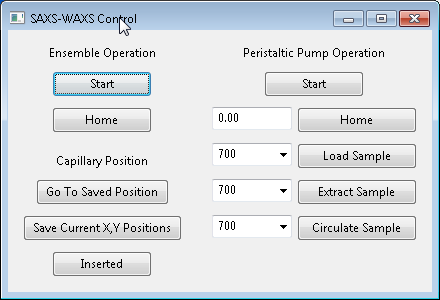 SAXS-WAXS Control
Ensemble Operation
Start
Home
Capillary Position
Go To Saved Position
Save Current X,Y Positions
Inserted
Peristaltic Pump Operation
Start
0.00 Home
700 Load Sample
700 Extract Sample
700 Circulate Sample